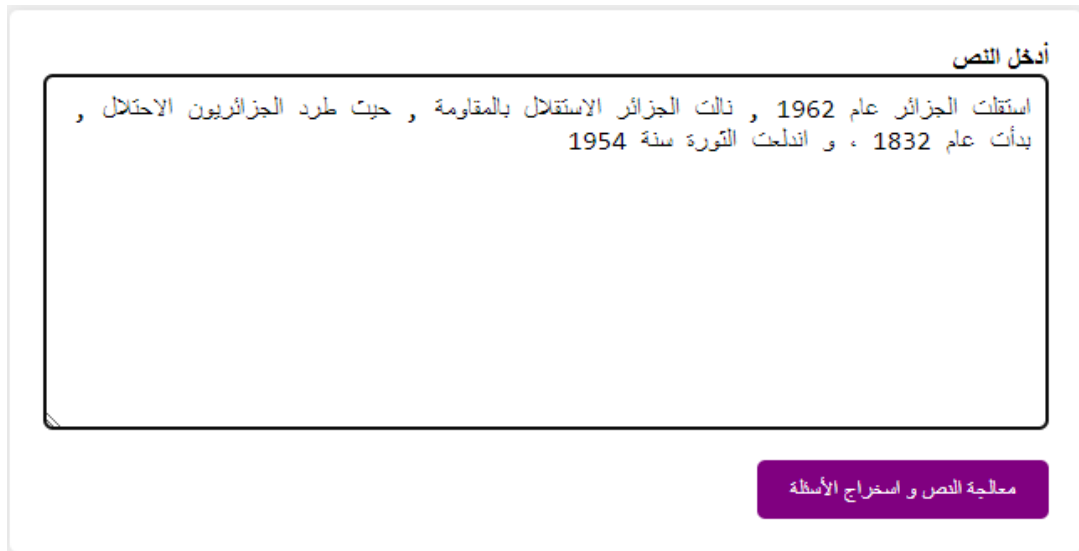 أدخل النص
استقلت الجزائر عام 1962 , نالت الجزائر الاستقلال بالمقاومة , حيث طرد الجزائريون الاحتلال ,
بدأت عام 1832 ، و اندلعت الثورة سنة 1954
معالجة النص و اسخراج الأسئلة